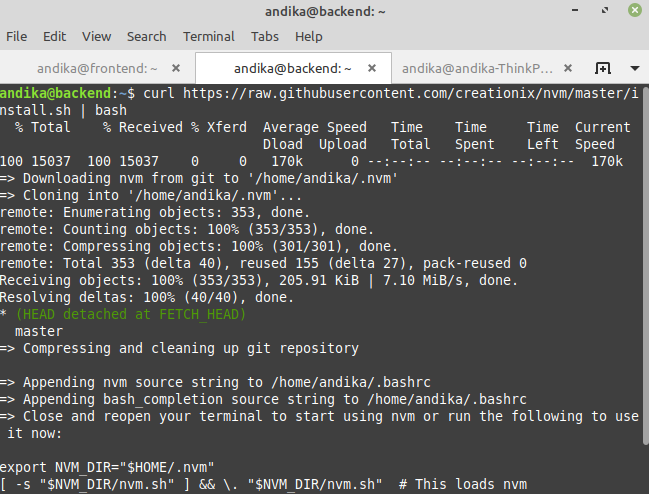 andika@backend: ~
File Edit View Search Terminal Tabs Help
andika@frontend: ~ × andika@backend: ~ × andika@andika-ThinkP... ×
andika@backend:~$ curl https://raw.githubusercontent.com/creationix/nvm/master/i
nstall.sh | bash
  % Total    % Received % Xferd  Average Speed   Time    Time     Time  Current
                                 Dload  Upload   Total   Spent    Left  Speed
100 15037  100 15037    0     0   170k      0 --:--:-- --:--:-- --:--:--  170k
=> Downloading nvm from git to '/home/andika/.nvm'
=> Cloning into '/home/andika/.nvm'...
remote: Enumerating objects: 353, done.
remote: Counting objects: 100% (353/353), done.
remote: Compressing objects: 100% (301/301), done.
remote: Total 353 (delta 40), reused 155 (delta 27), pack-reused 0
Receiving objects: 100% (353/353), 205.91 KiB | 7.10 MiB/s, done.
Resolving deltas: 100% (40/40), done.
* (HEAD detached at FETCH_HEAD)
  master
=> Compressing and cleaning up git repository

=> Appending nvm source string to /home/andika/.bashrc
=> Appending bash_completion source string to /home/andika/.bashrc
=> Close and reopen your terminal to start using nvm or run the following to use
 it now:

export NVM_DIR="$HOME/.nvm"
[ -s "$NVM_DIR/nvm.sh" ] && \. "$NVM_DIR/nvm.sh"  # This loads nvm